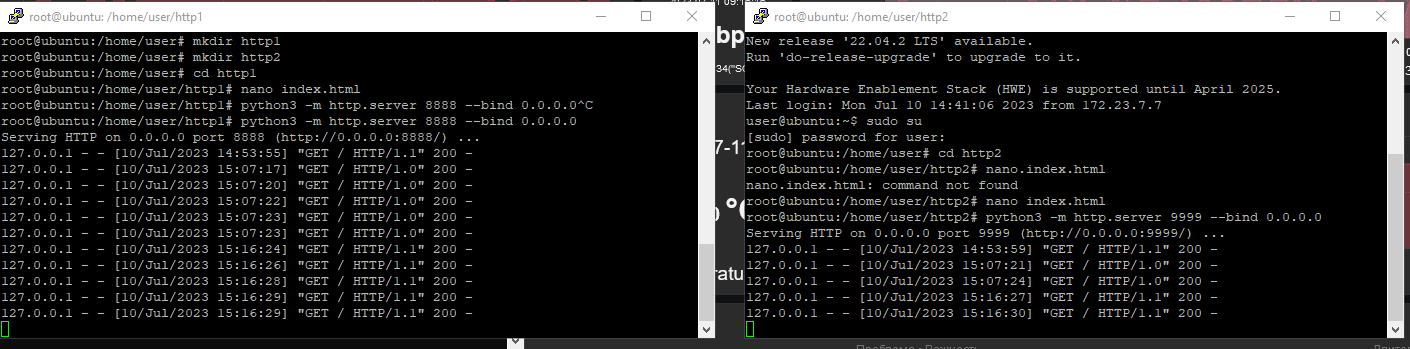 root@ubuntu: /home/user/http1
root@ubuntu:/home/user# mkdir http1
root@ubuntu:/home/user# mkdir http2
root@ubuntu:/home/user# cd http1
root@ubuntu:/home/user/http1# nano index.html
root@ubuntu:/home/user/http1# python3 -m http.server 8888 --bind 0.0.0.0^C
root@ubuntu:/home/user/http1# python3 -m http.server 8888 --bind 0.0.0.0
Serving HTTP on 0.0.0.0 port 8888 (http://0.0.0.0:8888/) ...
127.0.0.1 - - [10/Jul/2023 14:53:55] "GET / HTTP/1.1" 200 -
127.0.0.1 - - [10/Jul/2023 15:07:17] "GET / HTTP/1.0" 200 -
127.0.0.1 - - [10/Jul/2023 15:07:20] "GET / HTTP/1.0" 200 -
127.0.0.1 - - [10/Jul/2023 15:07:22] "GET / HTTP/1.0" 200 -
127.0.0.1 - - [10/Jul/2023 15:07:23] "GET / HTTP/1.0" 200 -
127.0.0.1 - - [10/Jul/2023 15:07:23] "GET / HTTP/1.0" 200 -
127.0.0.1 - - [10/Jul/2023 15:16:24] "GET / HTTP/1.1" 200 -
127.0.0.1 - - [10/Jul/2023 15:16:26] "GET / HTTP/1.1" 200 -
127.0.0.1 - - [10/Jul/2023 15:16:28] "GET / HTTP/1.1" 200 -
127.0.0.1 - - [10/Jul/2023 15:16:29] "GET / HTTP/1.1" 200 -
127.0.0.1 - - [10/Jul/2023 15:16:29] "GET / HTTP/1.1" 200 -
root@ubuntu: /home/user/http2
New release '22.04.2 LTS' available.
Run 'do-release-upgrade' to upgrade to it.
Your Hardware Enablement Stack (HWE) is supported until April 2025.
Last login: Mon Jul 10 14:41:06 2023 from 172.23.7.7
user@ubuntu:~$ sudo su
[sudo] password for user:
root@ubuntu:/home/user# cd http2
root@ubuntu:/home/user/http2# nano.index.html
nano.index.html: command not found
root@ubuntu:/home/user/http2# nano index.html
root@ubuntu:/home/user/http2# python3 -m http.server 9999 --bind 0.0.0.0
Serving HTTP on 0.0.0.0 port 9999 (http://0.0.0.0:9999/) ...
127.0.0.1 - - [10/Jul/2023 14:53:59] "GET / HTTP/1.1" 200 -
127.0.0.1 - - [10/Jul/2023 15:07:21] "GET / HTTP/1.0" 200 -
127.0.0.1 - - [10/Jul/2023 15:07:24] "GET / HTTP/1.0" 200 -
127.0.0.1 - - [10/Jul/2023 15:16:27] "GET / HTTP/1.1" 200 -
127.0.0.1 - - [10/Jul/2023 15:16:30] "GET / HTTP/1.1" 200 -